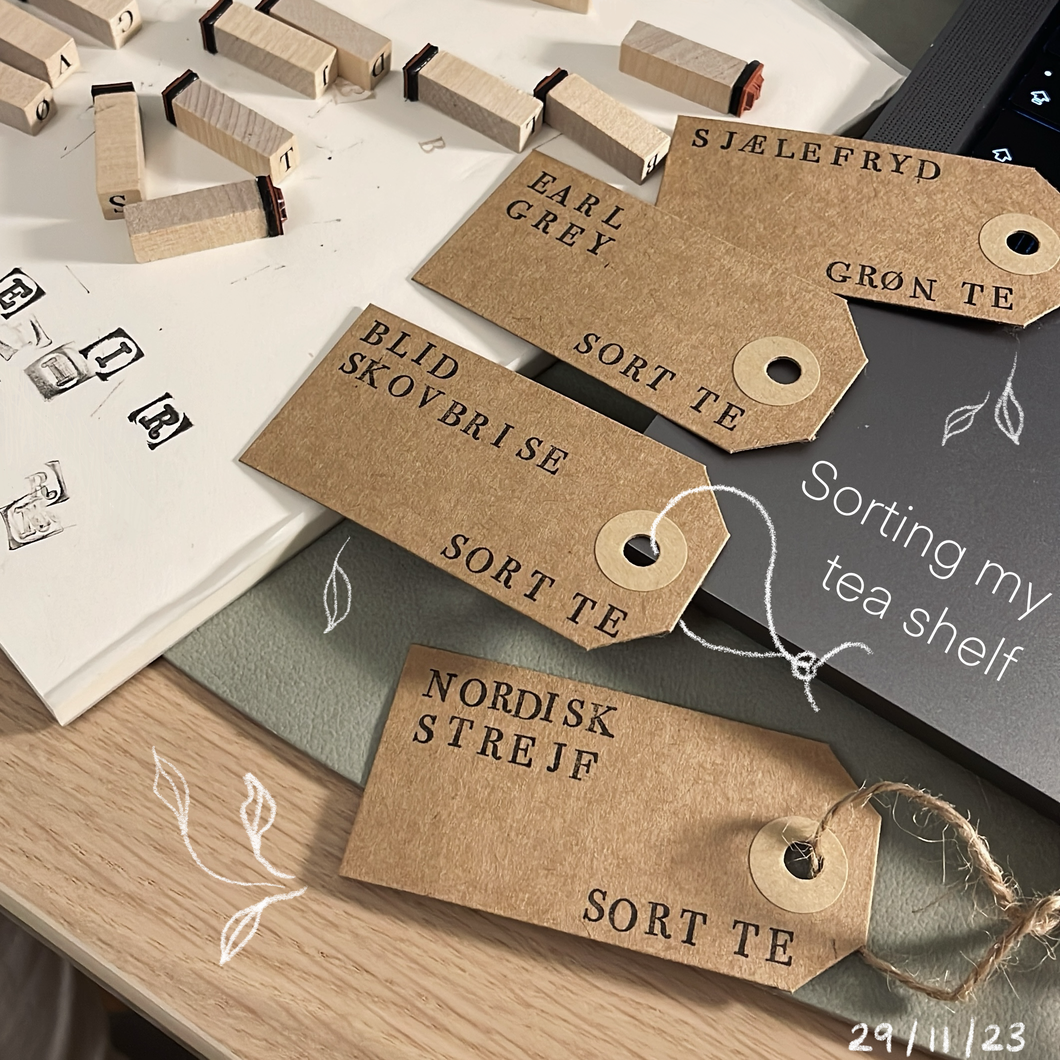 SJÆLEFRYD
GRØN TE
EARL
GREY
SORT TE
BLID
SKOVBRISE
SORT TE
NORDISK
STREJF
SORT TE
Sorting my
tea shelf
29/11/23
C
V
Ø
I
D
T
S
L
B
B
E
I
I
R